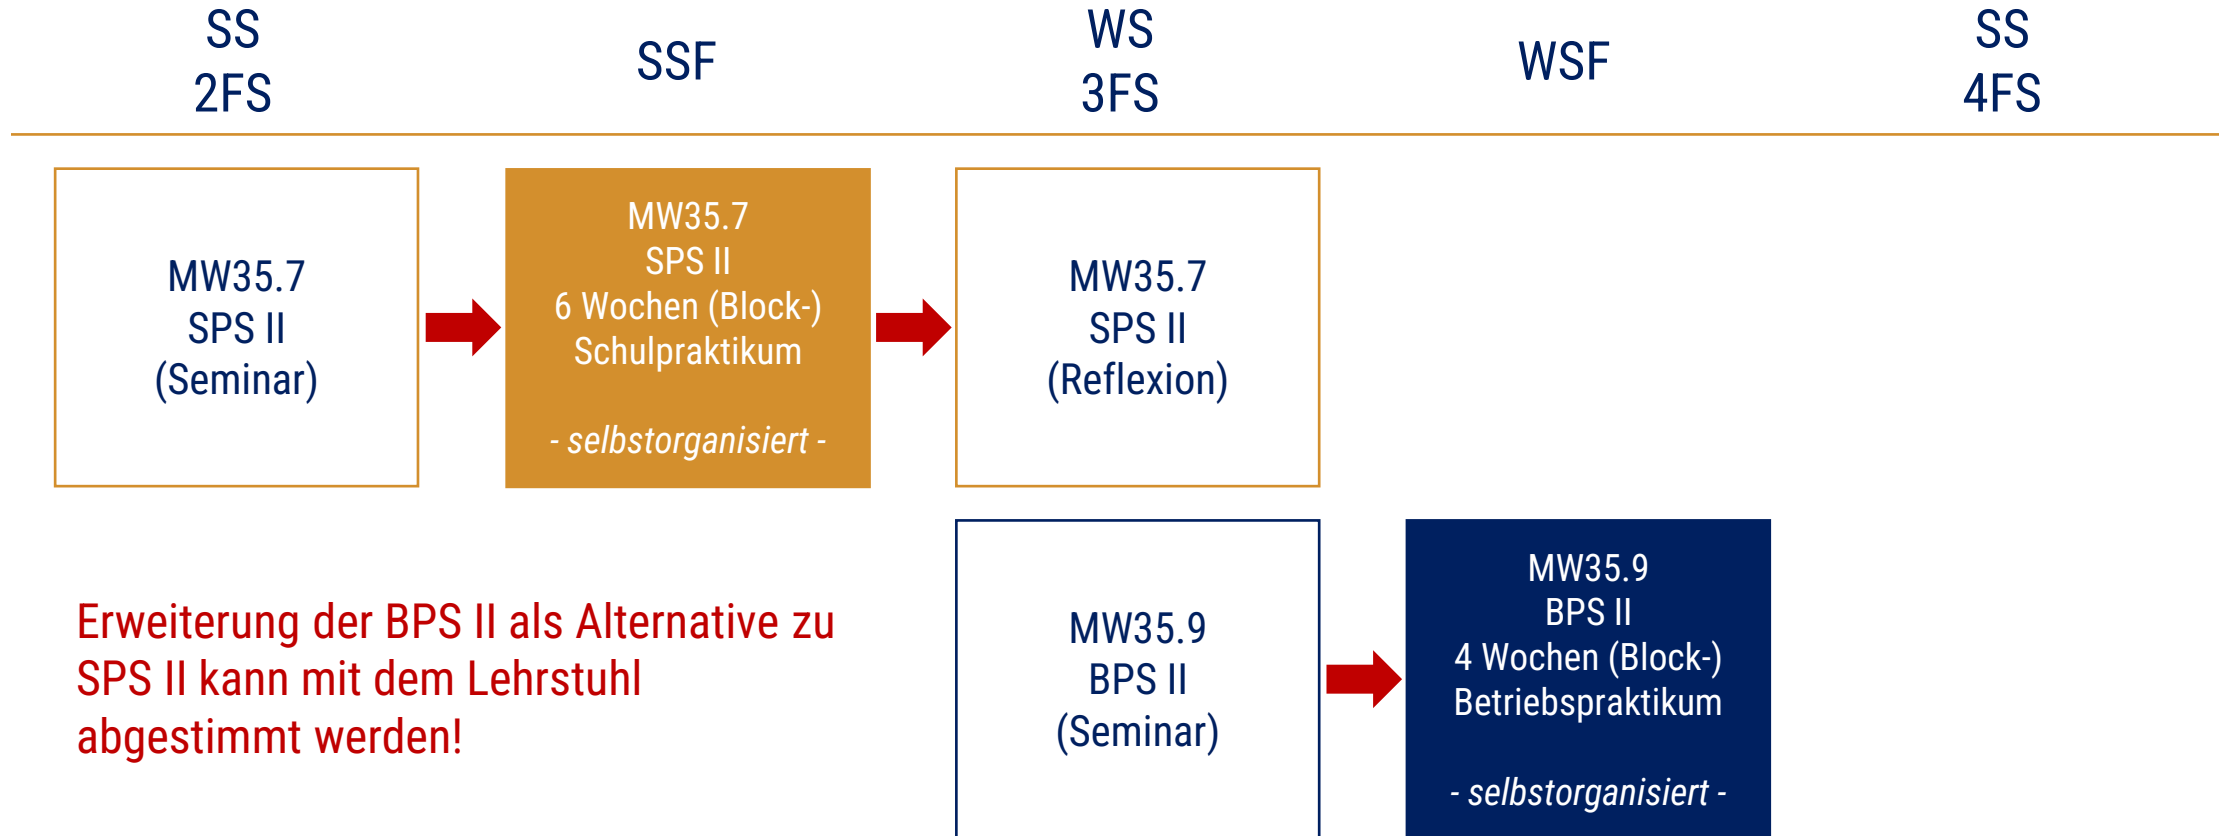 SS
2FS
SSF
WS
3FS
WSF
SS
4FS
MW35.7
SPS II
(Seminar)
MW35.7
SPS II
6 Wochen (Block-)
Schulpraktikum
- selbstorganisiert -
MW35.7
SPS II
(Reflexion)
Erweiterung der BPS II als Alternative zu
SPS II kann mit dem Lehrstuhl
abgestimmt werden!
MW35.9
BPS II
(Seminar)
MW35.9
BPS II
4 Wochen (Block-)
Betriebspraktikum
- selbstorganisiert -